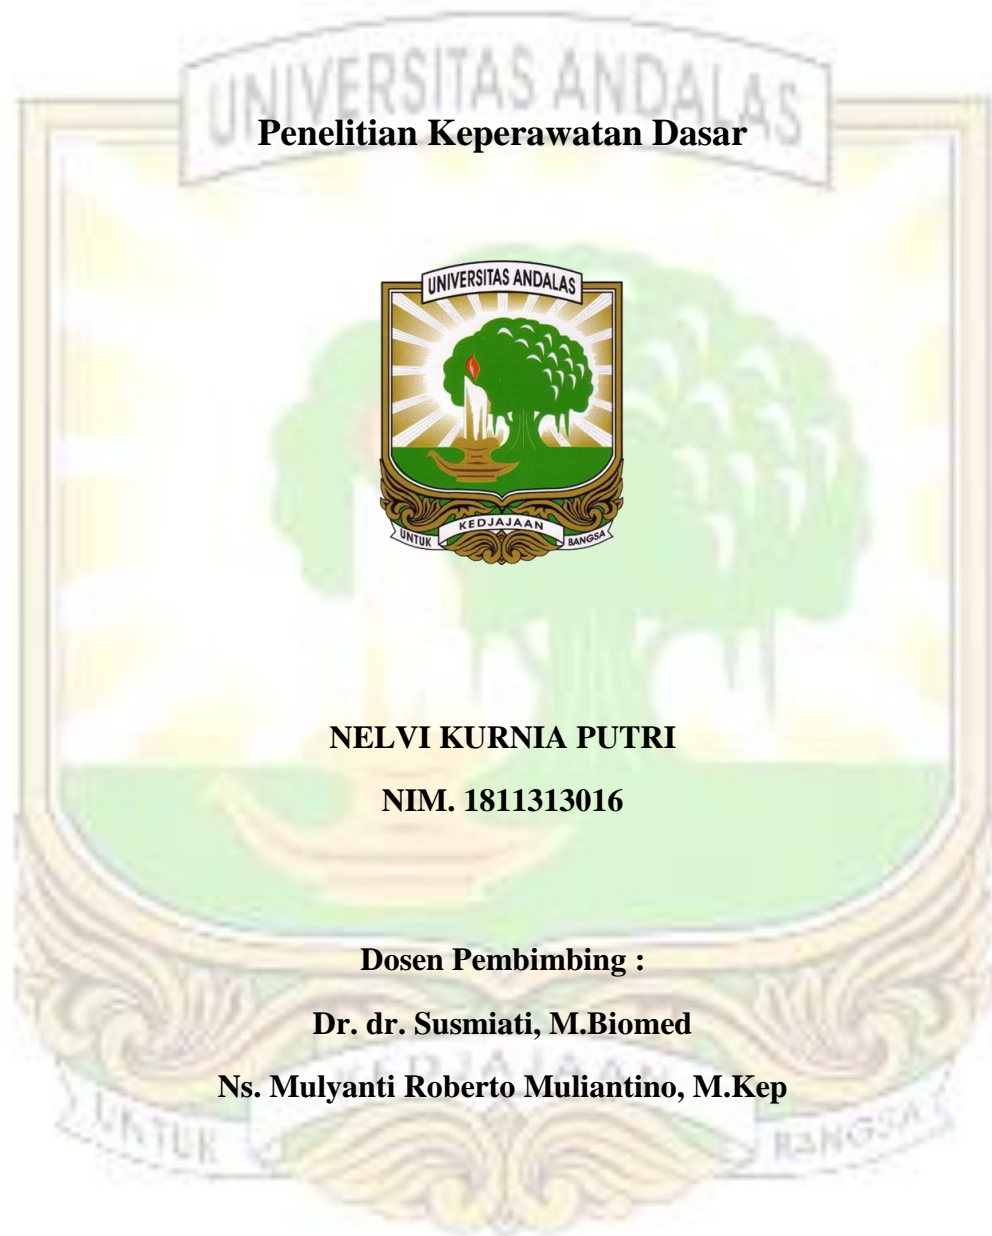 UNIVERSITAS ANDALAS
Penelitian Keperawatan Dasar
UNIVERSITAS ANDALAS
UNTUK KEDJAJAAN BANGSA
NELVI KURNIA PUTRI
NIM. 1811313016
Dosen Pembimbing :
Dr. dr. Susmiati, M.Biomed
Ns. Mulyanti Roberto Muliantino, M.Kep
UNTUK KEDJAJAAN BANGSA